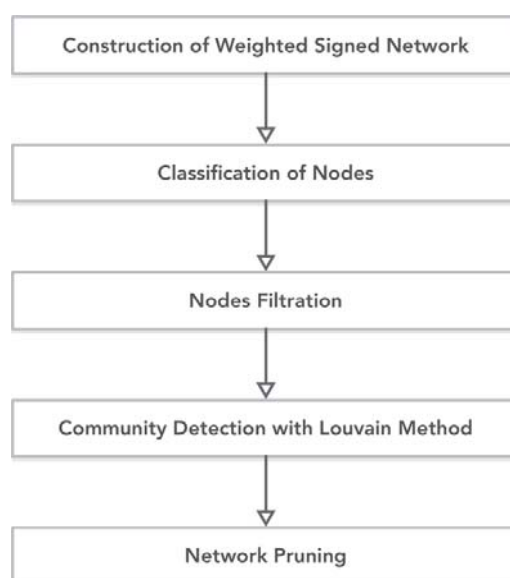 Construction of Weighted Signed Network
Classification of Nodes
Nodes Filtration
Community Detection with Louvain Method
Network Pruning